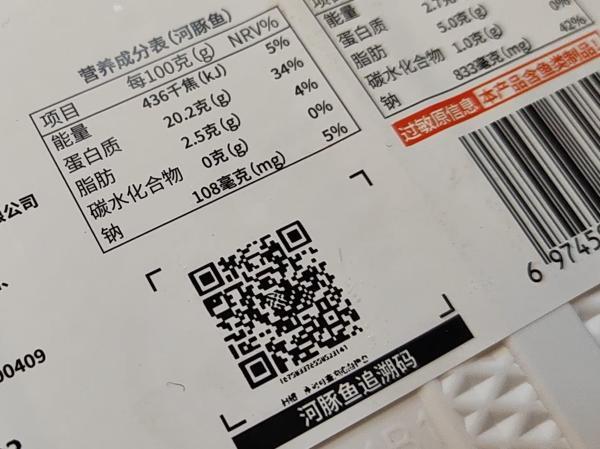 营养成分表(河豚鱼)
项目 每100克(g) NRV%
能量 436千焦(kJ) 5%
蛋白质 20.2克(g) 34%
脂肪 2.5克(g) 4%
碳水化合物 0克(g) 0%
钠 108毫克(mg) 5%
能量
蛋白质
脂肪 5.0克(g) 0%
碳水化合物 1.0克(g)
钠 833毫克(mg) 42%
过敏原信息 本产品含鱼类制品
限公司
00409
河豚鱼追溯码